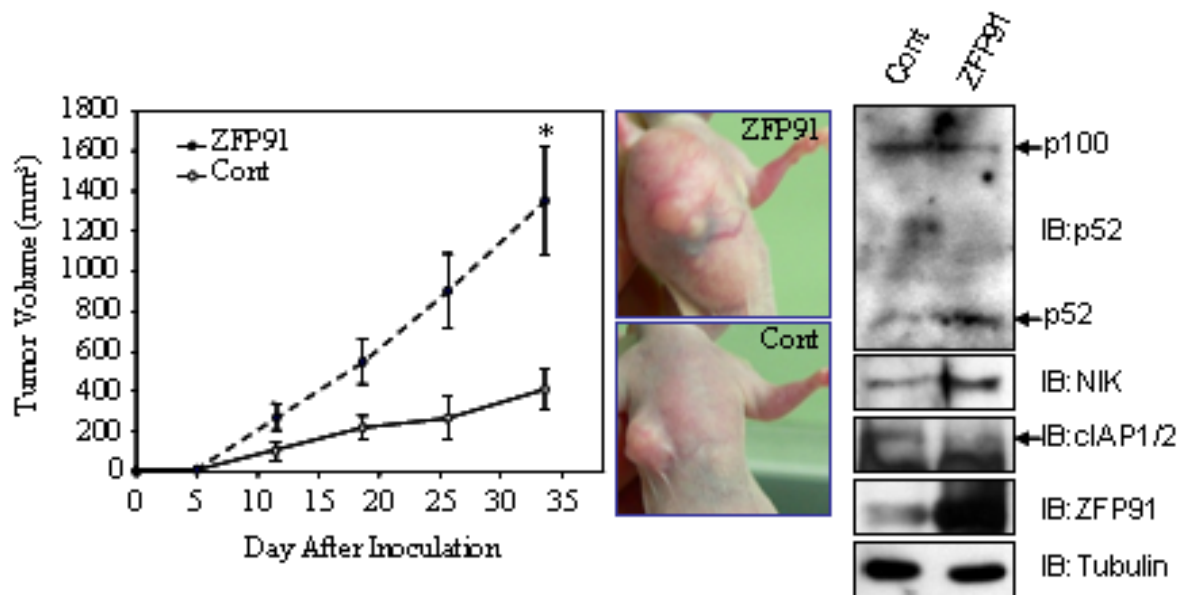 Tumor Volume (mm³)
1800
1600
1400
1200
1000
800
600
400
200
0
ZFP91
Cont
*
0 5 10 15 20 25 30 35
Day After Inoculation
ZFP91
Cont
Cont ZFP91
p100
IB:p52
p52
IB:NIK
IB:cIAP1/2
IB:ZFP91
IB:Tubulin